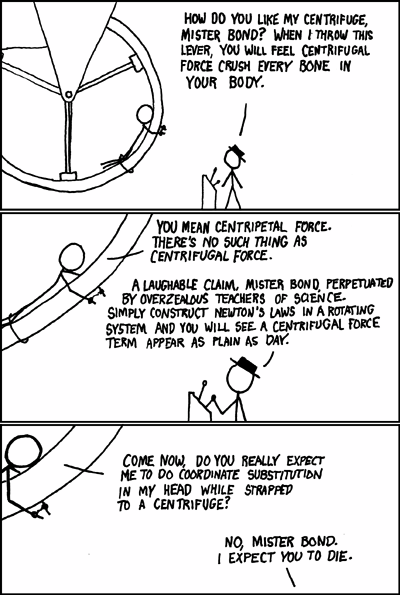 HOW DO YOU LIKE MY CENTRIFUGE,
MISTER BOND? WHEN I THROW THIS
LEVER, YOU WILL FEEL CENTRIFUGAL
FORCE CRUSH EVERY BONE IN
YOUR BODY.
YOU MEAN CENTRIPETAL FORCE.
THERE'S NO SUCH THING AS
CENTRIFUGAL FORCE.
A LAUGHABLE CLAIM, MISTER BOND, PERPETUATED
BY OVERZEALOUS TEACHERS OF SCIENCE.
SIMPLY CONSTRUCT NEWTON'S LAWS IN A ROTATING
SYSTEM AND YOU WILL SEE A CENTRIFUGAL FORCE
TERM APPEAR AS PLAIN AS DAY.
COME NOW, DO YOU REALLY EXPECT
ME TO DO COORDINATE SUBSTITUTION
IN MY HEAD WHILE STRAPPED
TO A CENTRIFUGE?
NO, MISTER BOND.
I EXPECT YOU TO DIE.